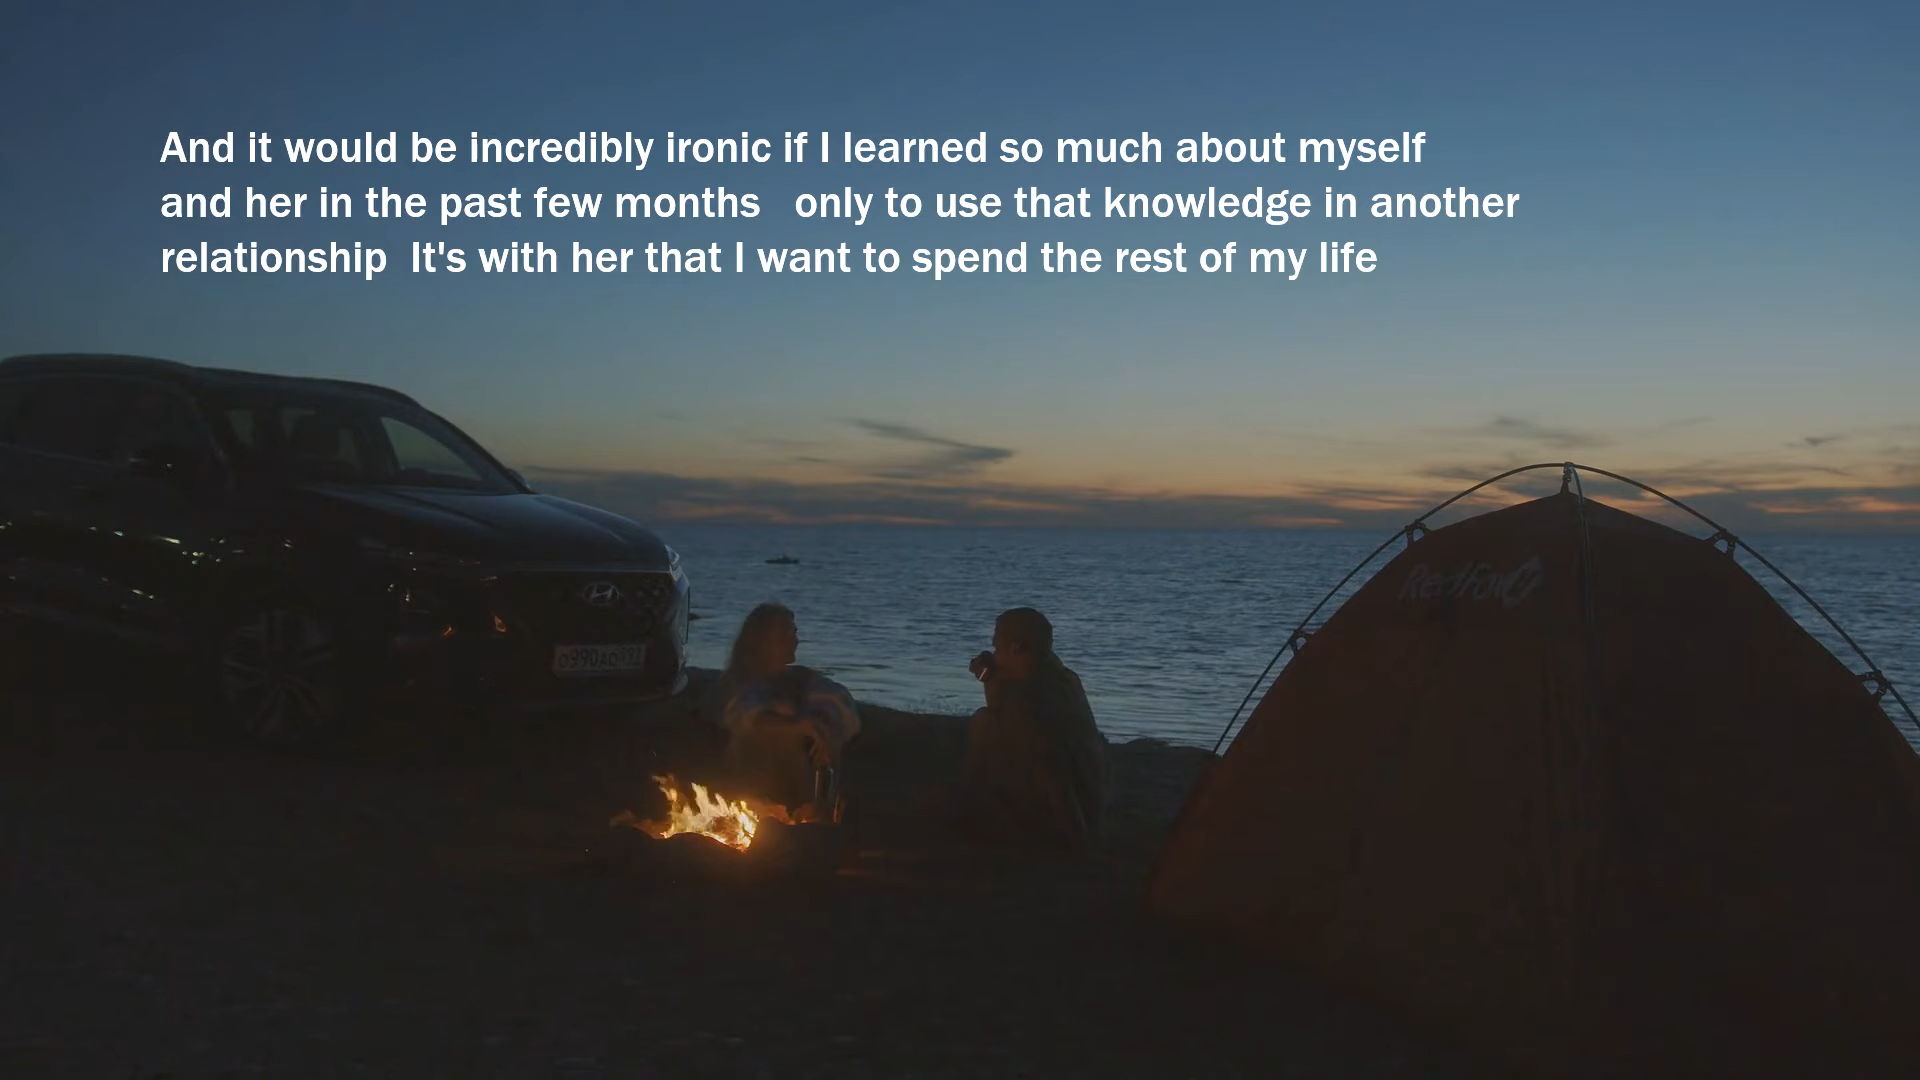 And it would be incredibly ironic if I learned so much about myself
and her in the past few months   only to use that knowledge in another
relationship  It's with her that I want to spend the rest of my life
RedFox